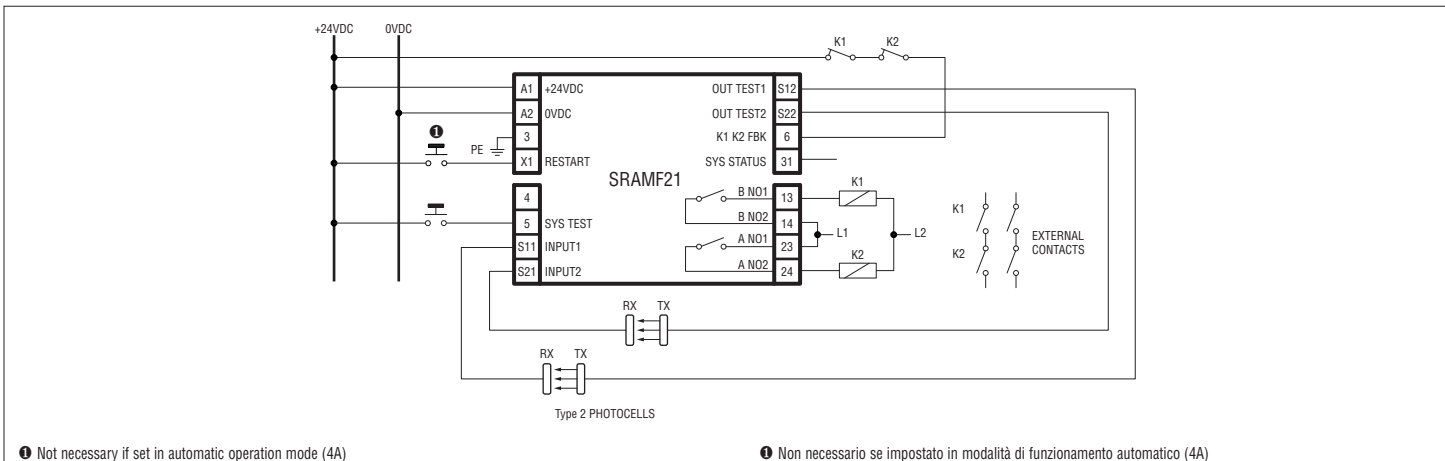 +24VDC 0VDC
K1 K2
A1 +24VDC OUT TEST1 S12
A2 0VDC OUT TEST2 S22
❶ PE 3 K1 K2 FBK 6
X1 RESTART SYS STATUS 31
SRAMF21
4 B NO1 13 K1
5 SYS TEST B NO2 14 L1 L2
S11 INPUT1 A NO1 23
S21 INPUT2 A NO2 24 K2
K1
K2
EXTERNAL
CONTACTS
RX TX
RX TX
Type 2 PHOTOCELLS
❶ Not necessary if set in automatic operation mode (4A)
❶ Non necessario se impostato in modalità di funzionamento automatico (4A)